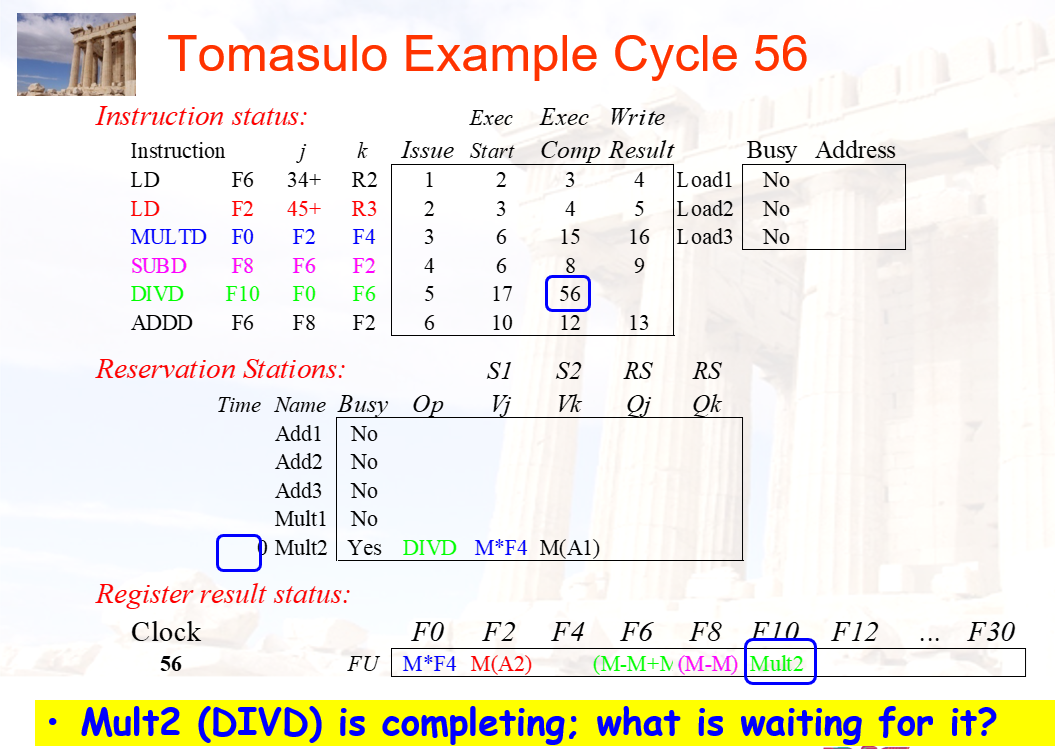 Tomasulo Example Cycle 56
Instruction status: Exec Exec Write
Instruction j k Issue Start Comp Result Busy Address
LD F6 34+ R2 1 2 3 4 Load1 No
LD F2 45+ R3 2 3 4 5 Load2 No
MULTD F0 F2 F4 3 6 15 16 Load3 No
SUBD F8 F6 F2 4 6 8 9
DIVD F10 F0 F6 5 17 56
ADDD F6 F8 F2 6 10 12 13
Reservation Stations: S1 S2 RS RS
Time Name Busy Op Vj Vk Qj Qk
Add1 No
Add2 No
Add3 No
Mult1 No
0 Mult2 Yes DIVD M*F4 M(A1)
Register result status:
Clock F0 F2 F4 F6 F8 F10 F12 ... F30
56 FU M*F4 M(A2) (M-M+M (M-M) Mult2
• Mult2 (DIVD) is completing; what is waiting for it?